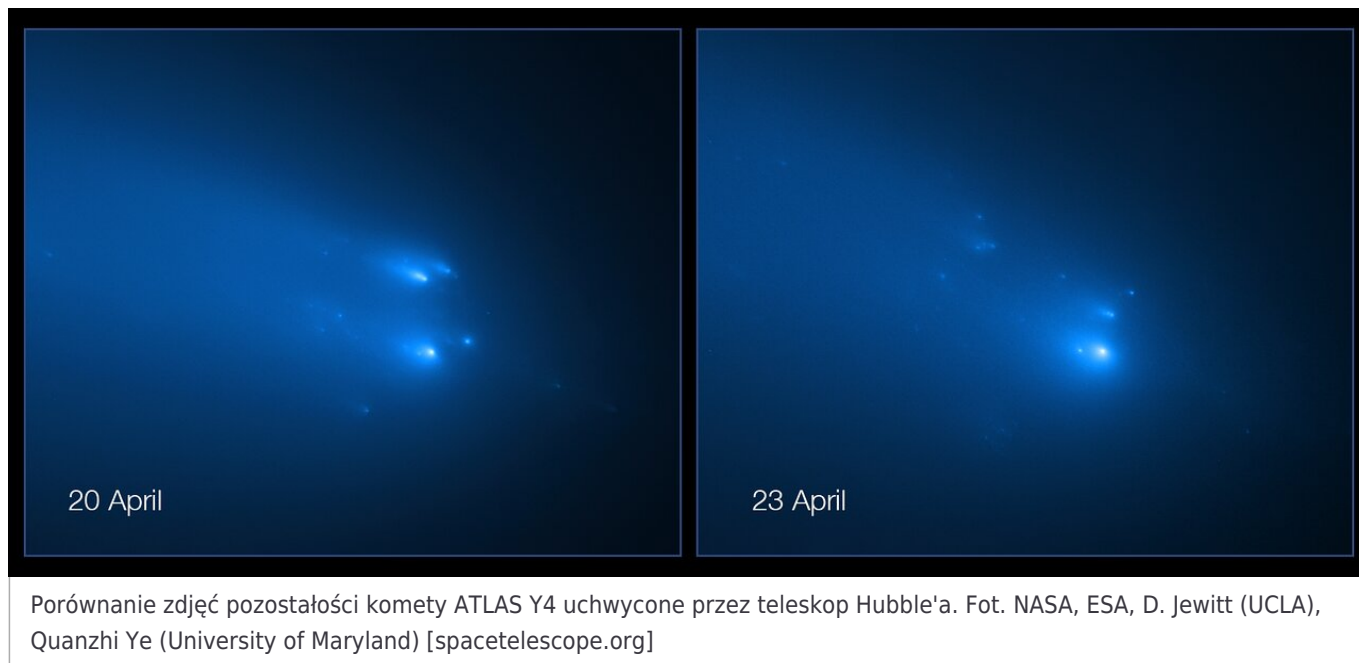 20 April
23 April
Porównanie zdjęć pozostałości komety ATLAS Y4 uchwycone przez teleskop Hubble'a. Fot. NASA, ESA, D. Jewitt (UCLA),
Quanzhi Ye (University of Maryland) [spacetelescope.org]